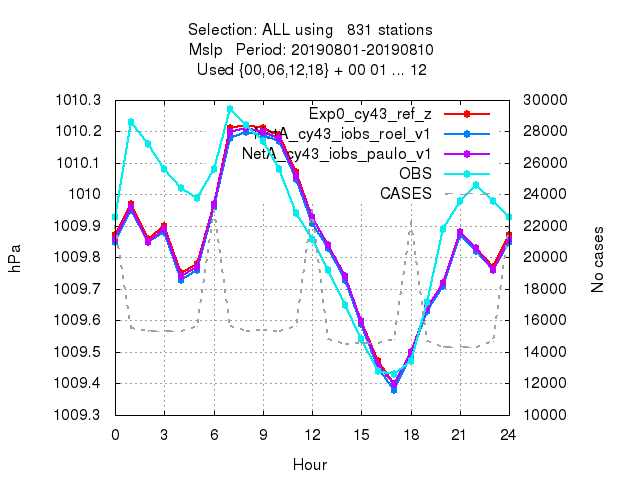 Selection: ALL using 831 stations
Mslp Period: 20190801-20190810
Used {00,06,12,18} + 00 01 ... 12
1010.3
1010.2
1010.1
1010
1009.9
1009.8
1009.7
1009.6
1009.5
1009.4
1009.3
hPa
Exp0_cy43_ref_z
A_cy43_iobs_roel_v1
NetA_cy43_iobs_paulo_v1
OBS
CASES
30000
28000
26000
24000
22000
20000
18000
16000
14000
12000
10000
No cases
0 3 6 9 12 15 18 21 24
Hour